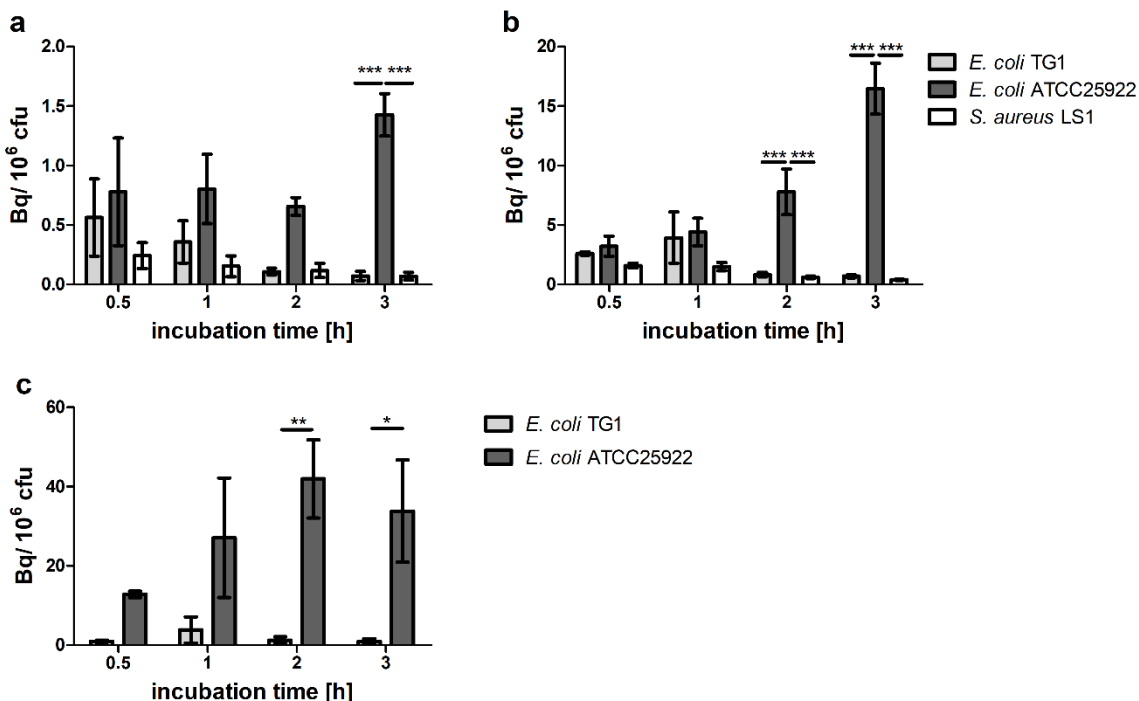 a
2.0
1.5
1.0
0.5
0.0
Bq/ 10⁶ cfu
*** ***
0.5 1 2 3
incubation time [h]
b
20
15
10
5
0
Bq/ 10⁶ cfu
*** ***
*** ***
0.5 1 2 3
incubation time [h]
E. coli TG1
E. coli ATCC25922
S. aureus LS1
c
60
40
20
0
Bq/ 10⁶ cfu
** *
0.5 1 2 3
incubation time [h]
E. coli TG1
E. coli ATCC25922